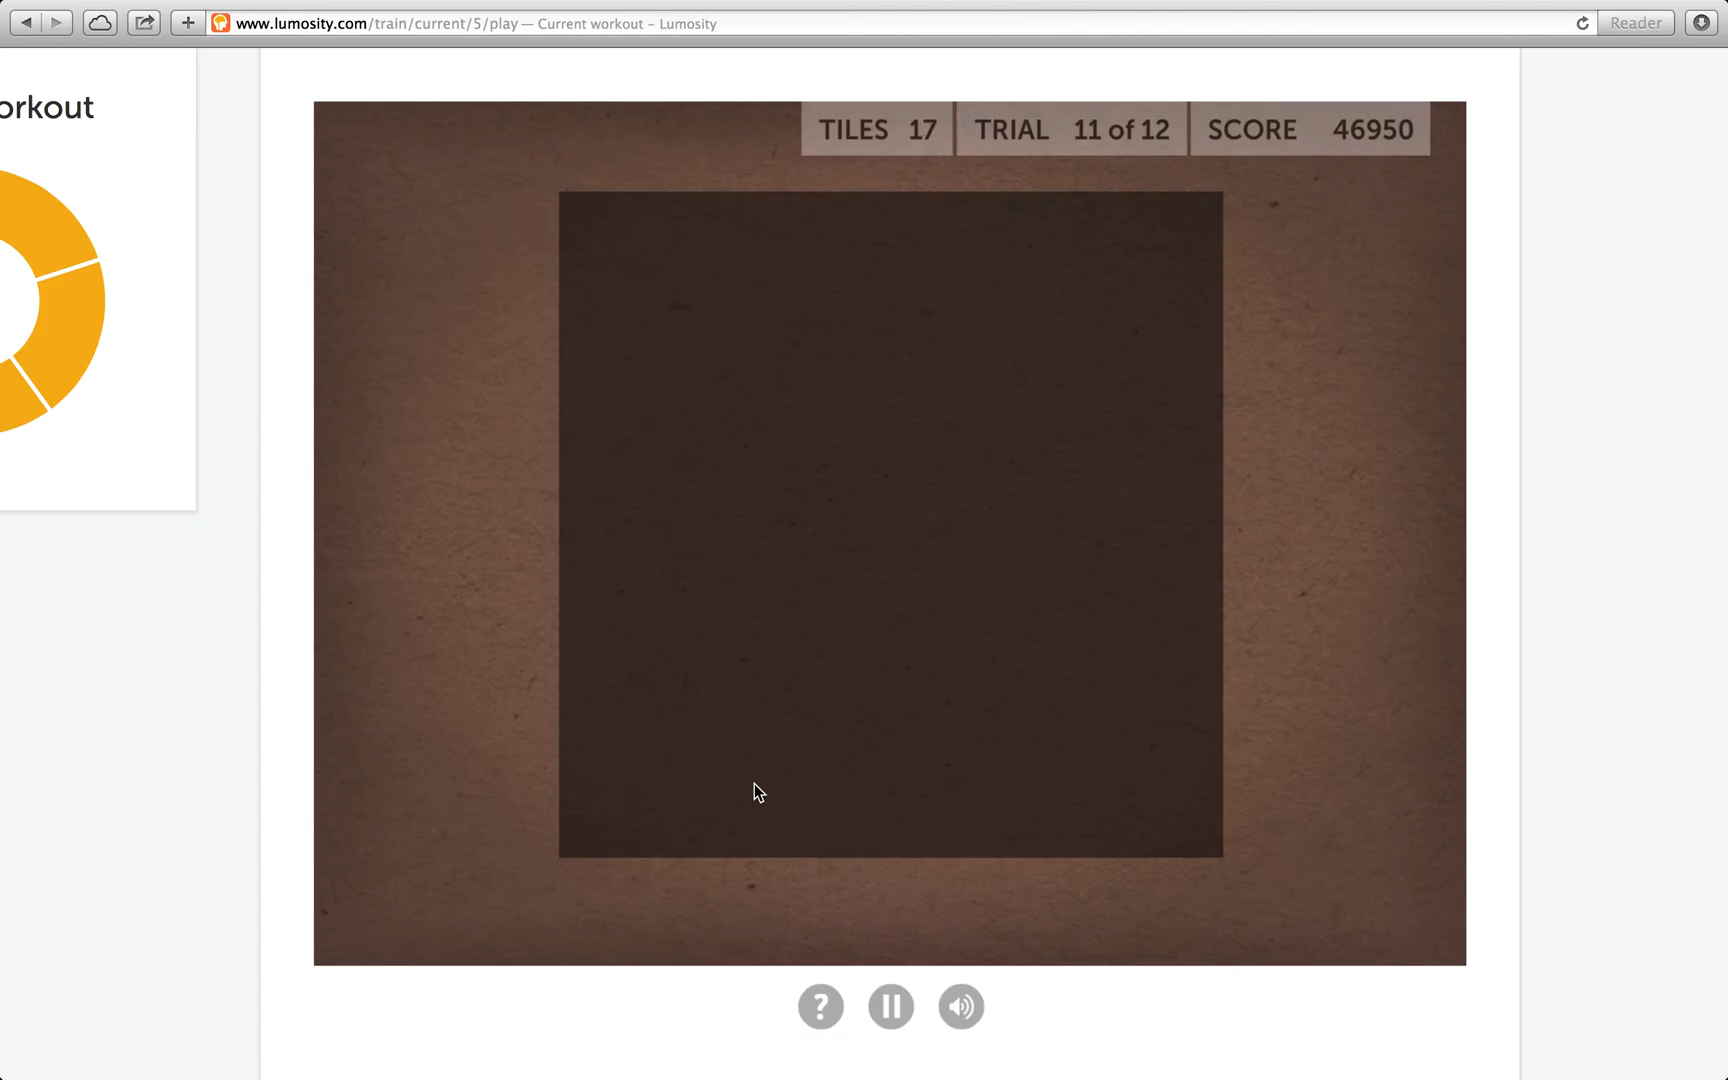 www.lumosity.com/train/current/5/play — Current workout – Lumosity
Reader
orkout
TILES 17
TRIAL 11 of 12
SCORE 46950
?